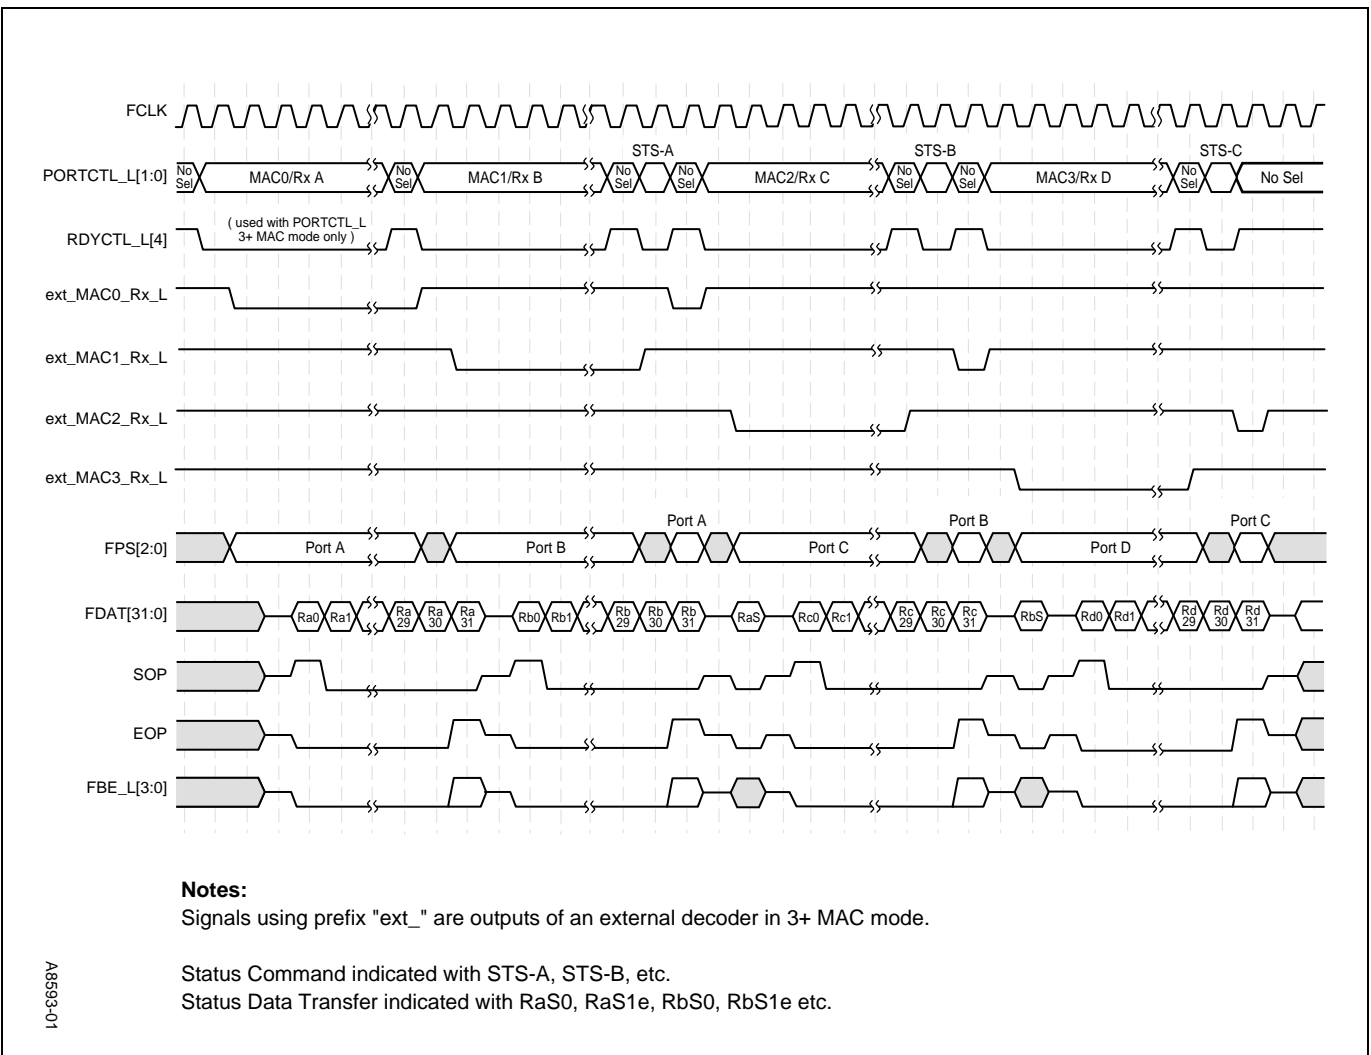 FCLK
STS-A STS-B STS-C
PORTCTL_L[1:0] No Sel MAC0/Rx A No Sel MAC1/Rx B No Sel No Sel MAC2/Rx C No Sel No Sel MAC3/Rx D No Sel No Sel
RDYCTL_L[4] ( used with PORTCTL_L
3+ MAC mode only )
ext_MAC0_Rx_L
ext_MAC1_Rx_L
ext_MAC2_Rx_L
ext_MAC3_Rx_L
Port A Port B Port C
FPS[2:0] Port A Port B Port C Port D
FDAT[31:0] Ra0 Ra1 Ra 29 Ra 30 Ra 31 Rb0 Rb1 Rb 29 Rb 30 Rb 31 RaS Rc0 Rc1 Rc 29 Rc 30 Rc 31 RbS Rd0 Rd1 Rd 29 Rd 30 Rd 31
SOP
EOP
FBE_L[3:0]
Notes:
Signals using prefix "ext_" are outputs of an external decoder in 3+ MAC mode.
Status Command indicated with STS-A, STS-B, etc.
Status Data Transfer indicated with RaS0, RaS1e, RbS0, RbS1e etc.
A8593-01